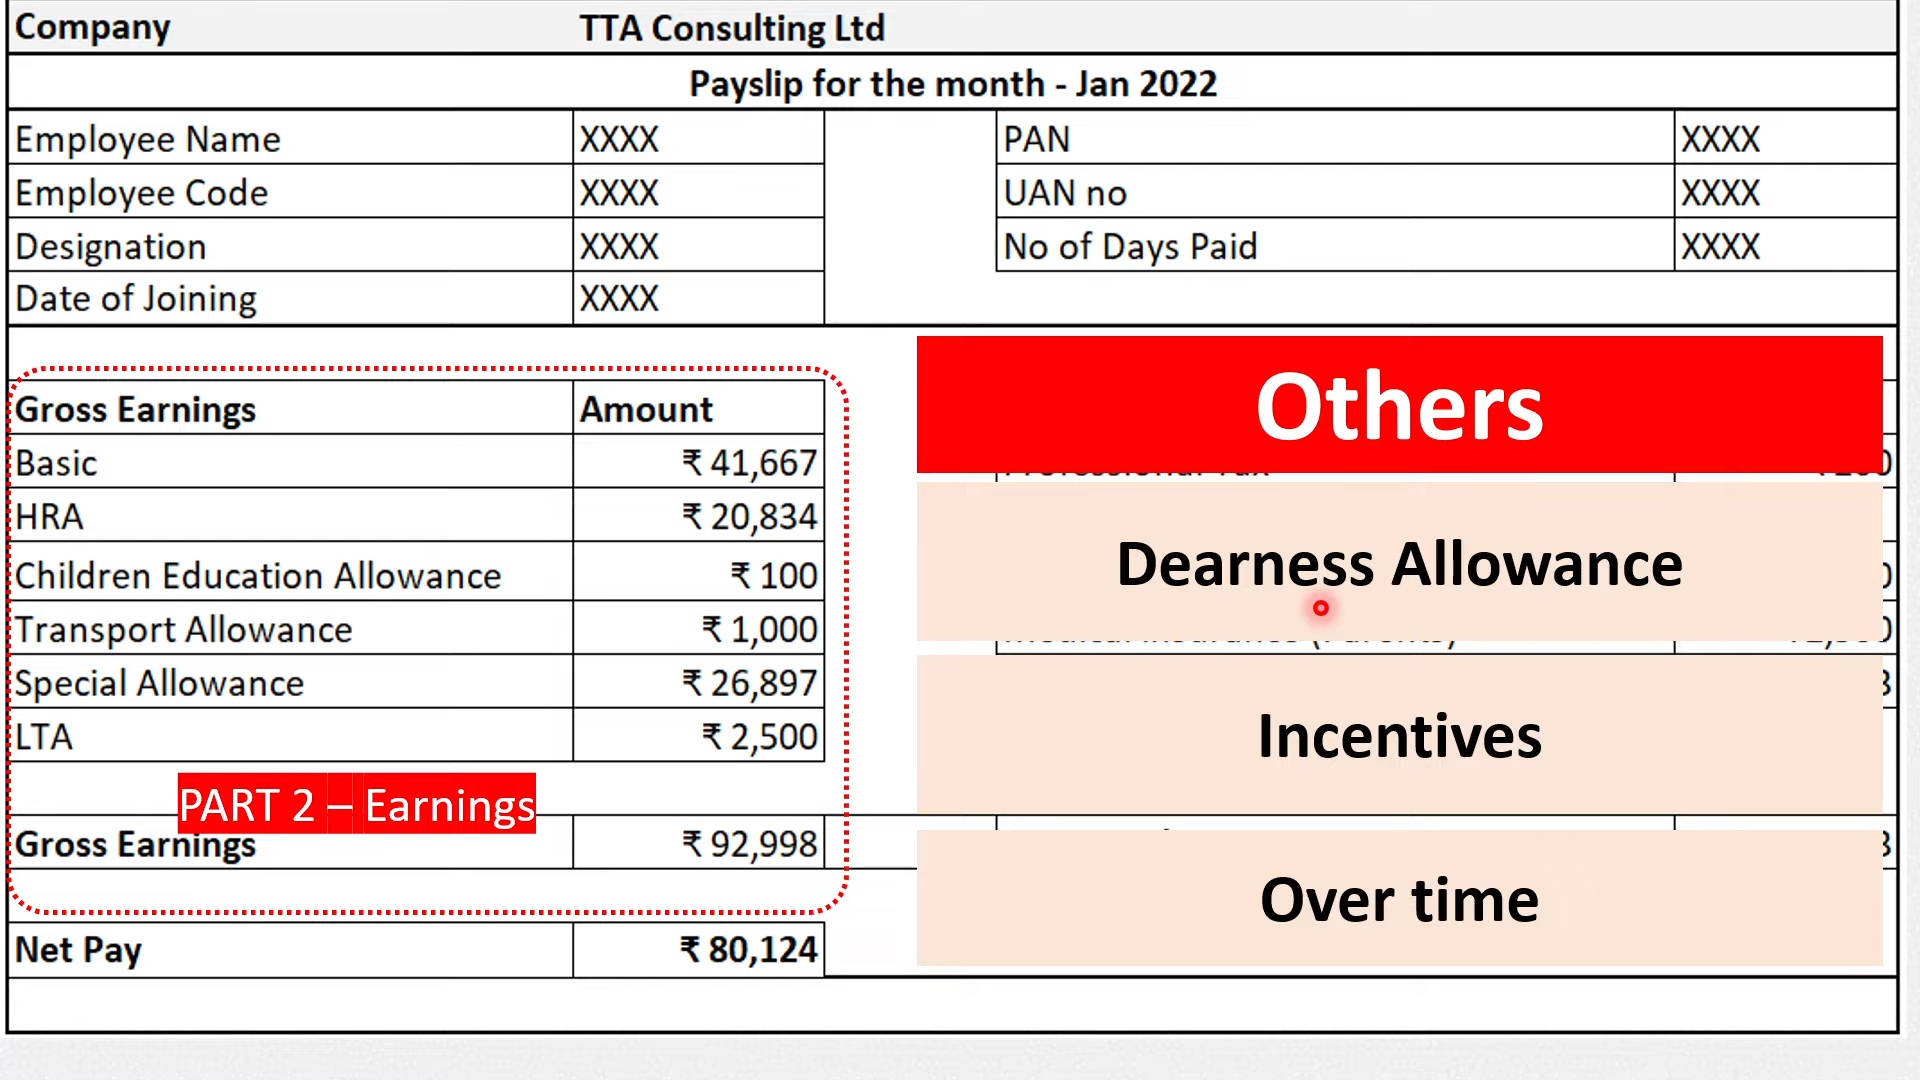 Company TTA Consulting Ltd
Payslip for the month - Jan 2022
Employee Name XXXX PAN XXXX
Employee Code XXXX UAN no XXXX
Designation XXXX No of Days Paid XXXX
Date of Joining XXXX
Others
Gross Earnings Amount
Basic ₹ 41,667
HRA ₹ 20,834
Dearness Allowance
Children Education Allowance ₹ 100
Transport Allowance ₹ 1,000
Special Allowance ₹ 26,897
LTA ₹ 2,500
Incentives
PART 2 – Earnings
Gross Earnings ₹ 92,998
Over time
Net Pay ₹ 80,124